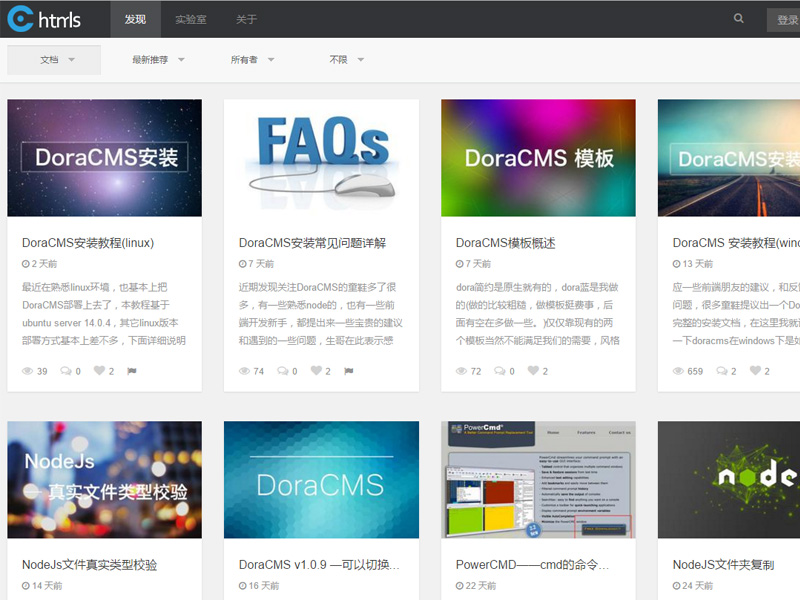 htmls
发现
实验室
关于
登录
文档
最新推荐
所有者
不限
DoraCMS安装
FAQs
DoraCMS 模板
DoraCMS安装
DoraCMS安装教程(linux)
2 天前
最近在熟悉linux环境，也基本上把
DoraCMS部署上去了，本教程基于
ubuntu server 14.0.4，其它linux版本
部署方式基本上差不多，下面详细说明
39
0
2
DoraCMS安装常见问题详解
7 天前
近期发现关注DoraCMS的童鞋多了很
多，有一些熟悉node的，也有一些前
端开发新手，都提出来一些宝贵的建议
和遇到的一些问题，生哥在此表示感
74
0
2
DoraCMS模板概述
7 天前
dora简约是原生就有的，dora蓝是我做
的(做的比较粗糙，做模板挺费事，后
面有空在多做一些。)仅仅靠现有的两
个模板当然不能满足我们的需要，风格
72
0
2
DoraCMS 安装教程(win
13 天前
应一些前端朋友的建议，和反
问题，很多童鞋提议出一个Do
完整的安装文档，在这里我就
一下doracms在windows下是如
659
2
2
NodeJs
真实文件类型校验
DoraCMS
PowerCmd
Home
Features
Contact us
node
NodeJs文件真实类型校验
14 天前
DoraCMS v1.0.9 —可以切换...
16 天前
PowerCMD——cmd的命令...
22 天前
NodeJS文件夹复制
24 天前